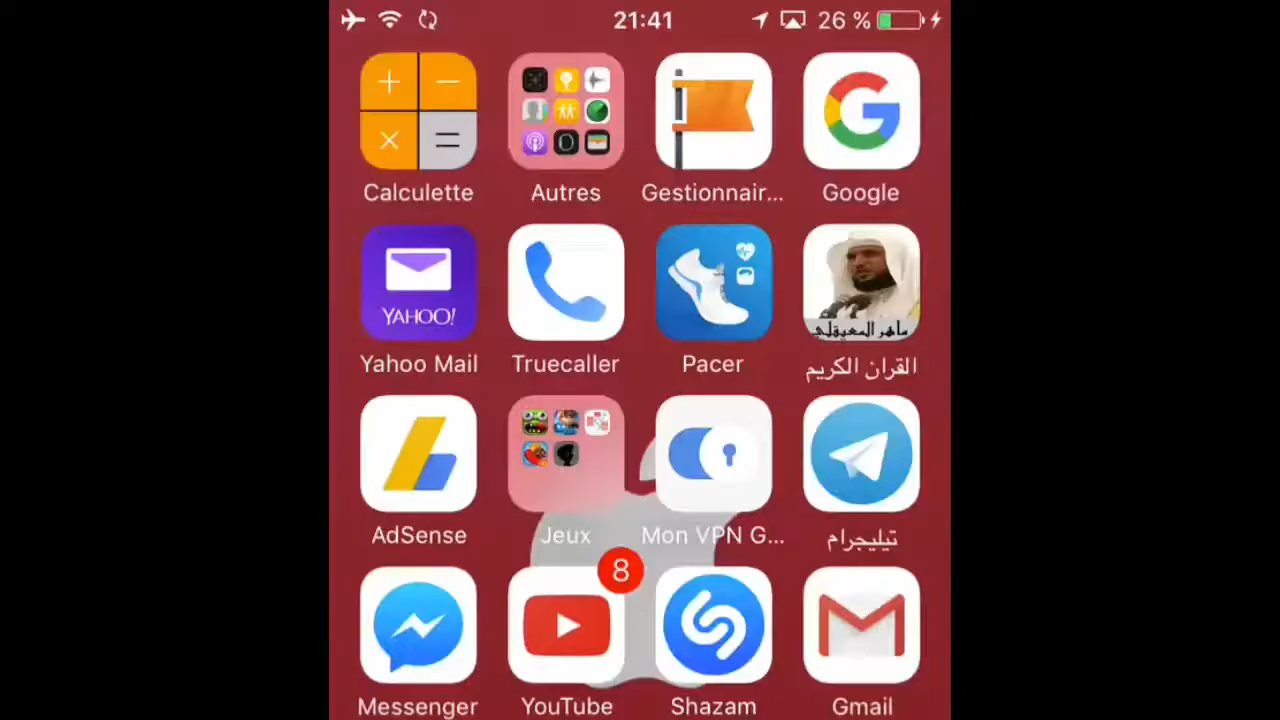 21:41 26 %
Calculette Autres Gestionnair... Google
YAHOO!
ماهر المعيقلي
Yahoo Mail Truecaller Pacer القران الكريم
AdSense Jeux Mon VPN G... تيليجرام
8
Messenger YouTube Shazam Gmail